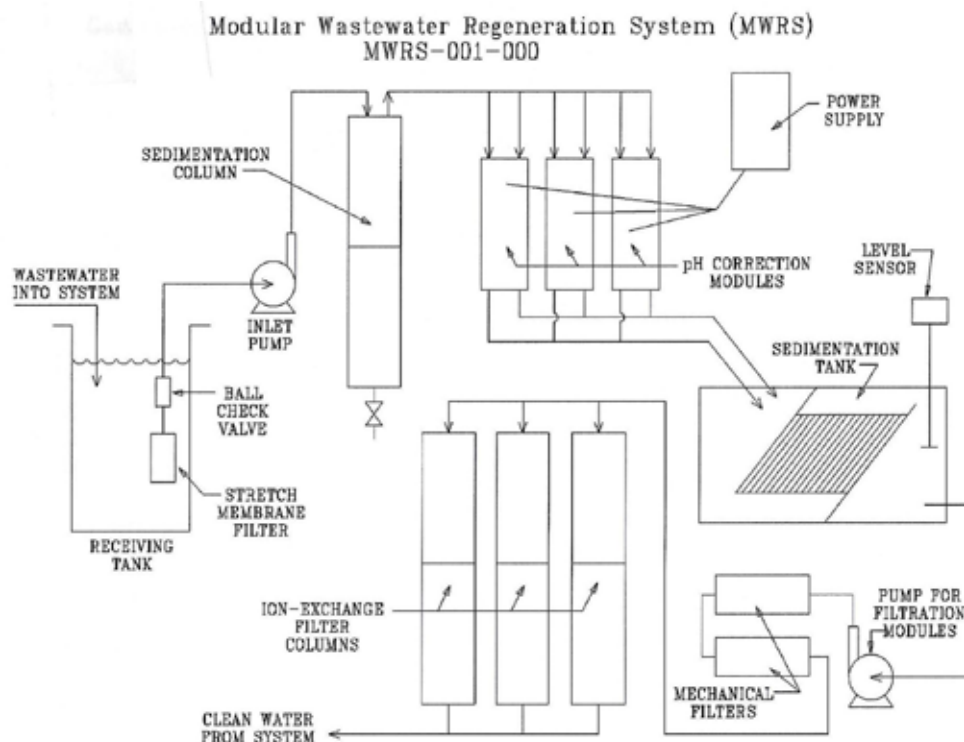 Modular Wastewater Regeneration System (MWRS)
MWRS-001-000
POWER
SUPPLY
SEDIMENTATION
COLUMN
LEVEL
SENSOR
WASTEWATER
INTO SYSTEM
pH CORRECTION
MODULES
INLET
PUMP
SEDIMENTATION
TANK
BALL
CHECK
VALVE
STRETCH
MEMBRANE
FILTER
RECEIVING
TANK
ION-EXCHANGE
FILTER
COLUMNS
PUMP FOR
FILTRATION
MODULES
MECHANICAL
FILTERS
CLEAN WATER
FROM SYSTEM